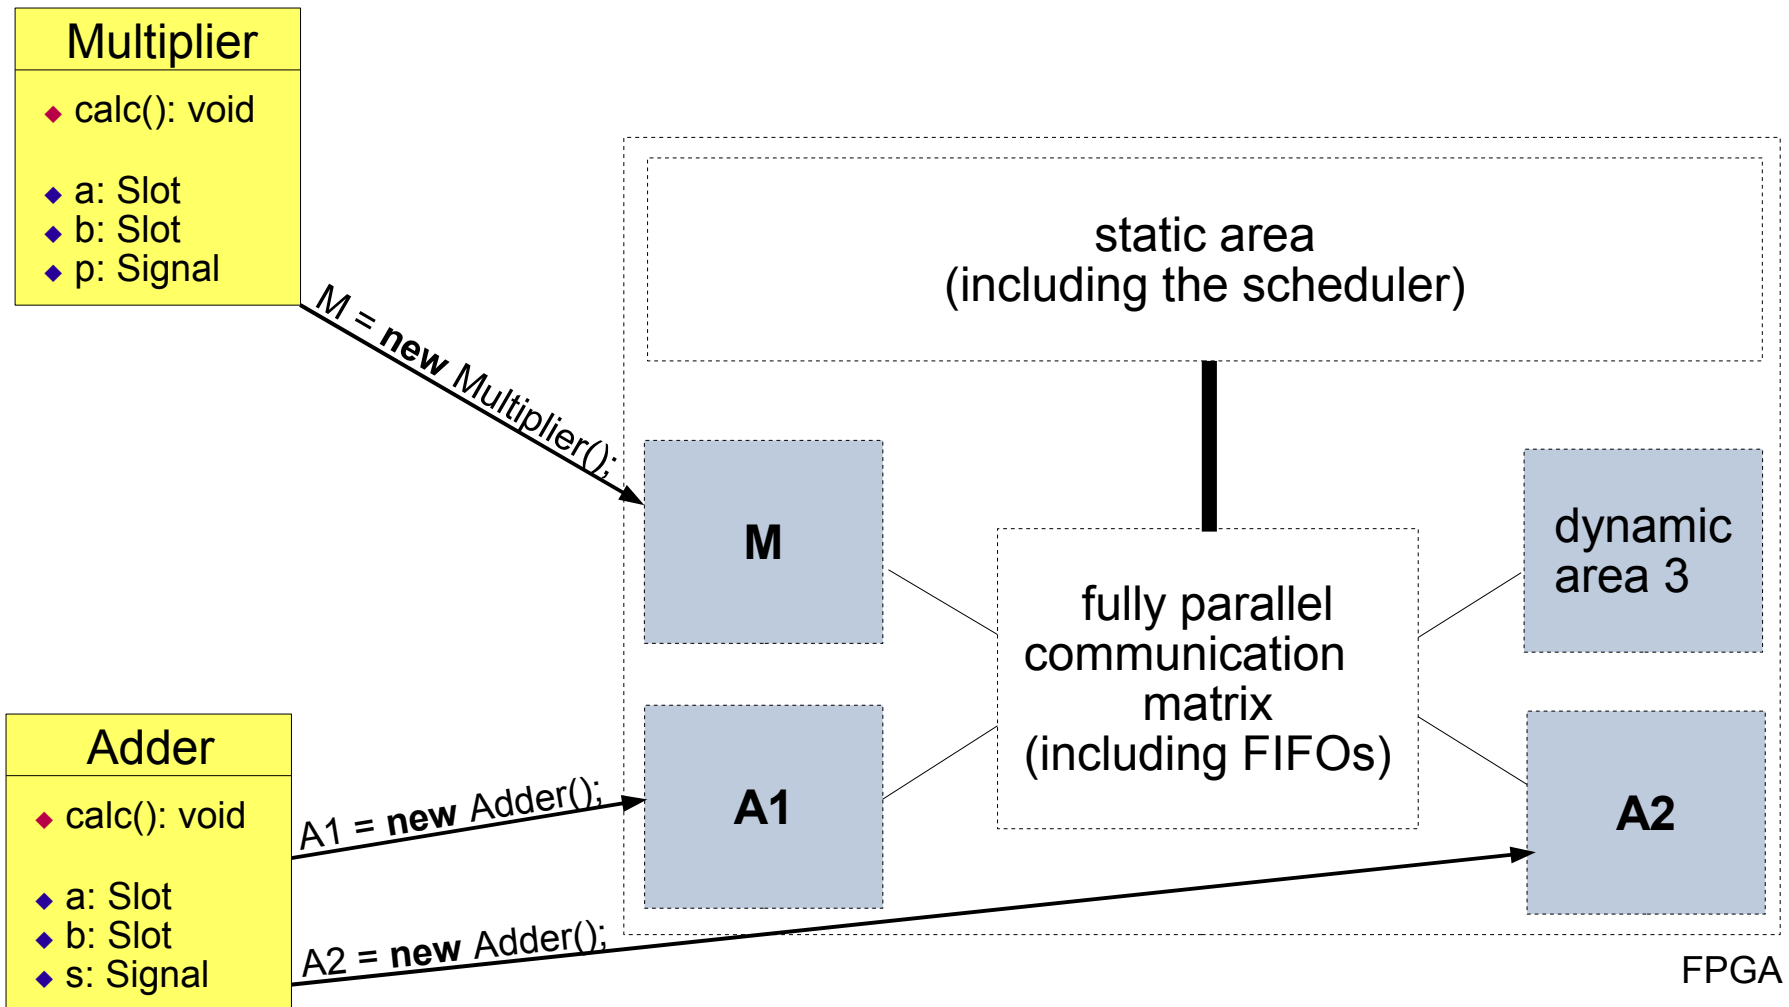 Multiplier
calc(): void
a: Slot
b: Slot
p: Signal
M = new Multiplier();
static area
(including the scheduler)
M
dynamic
area 3
fully parallel
communication
matrix
(including FIFOs)
Adder
calc(): void
a: Slot
b: Slot
s: Signal
A1 = new Adder();
A2 = new Adder();
A1
A2
FPGA